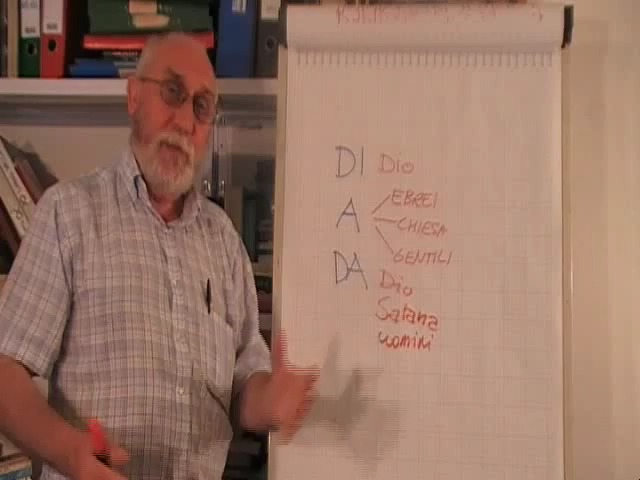 DI Dio
EBREI
A CHIESA
GENTILI
DA Dio
Satana
uomini